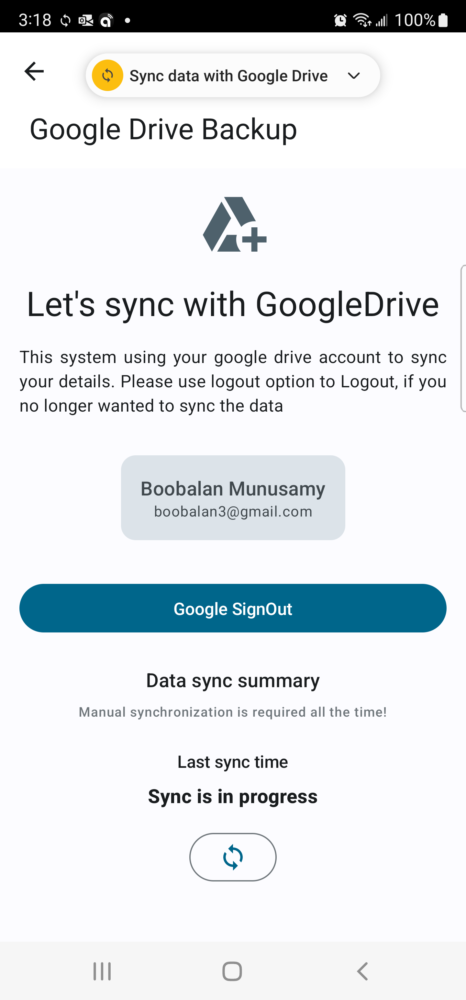 3:18
100%
Sync data with Google Drive
Google Drive Backup
Let's sync with GoogleDrive
This system using your google drive account to sync
your details. Please use logout option to Logout, if you
no longer wanted to sync the data
Boobalan Munusamy
boobalan3@gmail.com
Google SignOut
Data sync summary
Manual synchronization is required all the time!
Last sync time
Sync is in progress